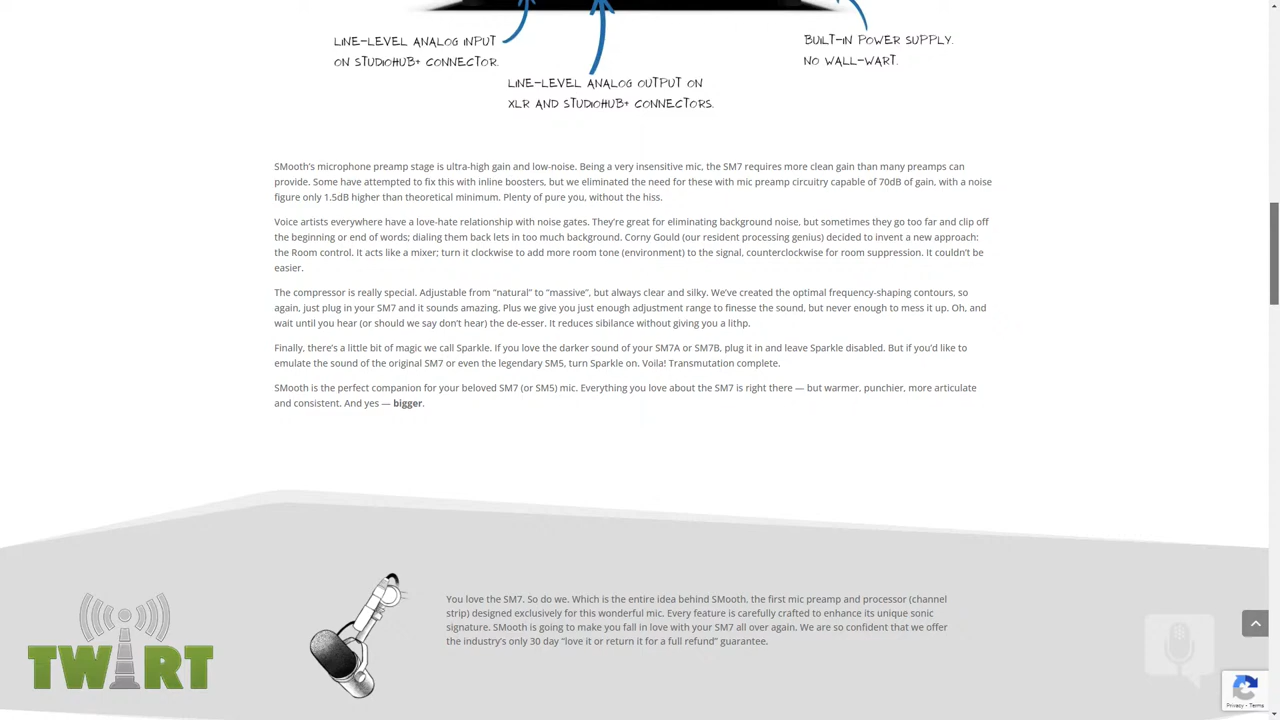 LINE-LEVEL ANALOG INPUT
ON STUDIOHUB+ CONNECTOR.
LINE-LEVEL ANALOG OUTPUT ON
XLR AND STUDIOHUB+ CONNECTORS.
BUILT-IN POWER SUPPLY.
NO WALL-WART.
SMooth’s microphone preamp stage is ultra-high gain and low-noise. Being a very insensitive mic, the SM7 requires more clean gain than many preamps can
provide. Some have attempted to fix this with inline boosters, but we eliminated the need for these with mic preamp circuitry capable of 70dB of gain, with a noise
figure only 1.5dB higher than theoretical minimum. Plenty of pure you, without the hiss.
Voice artists everywhere have a love-hate relationship with noise gates. They’re great for eliminating background noise, but sometimes they go too far and clip off
the beginning or end of words; dialing them back lets in too much background. Corny Gould (our resident processing genius) decided to invent a new approach:
the Room control. It acts like a mixer; turn it clockwise to add more room tone (environment) to the signal, counterclockwise for room suppression. It couldn’t be
easier.
The compressor is really special. Adjustable from “natural” to “massive”, but always clear and silky. We’ve created the optimal frequency-shaping contours, so
again, just plug in your SM7 and it sounds amazing. Plus we give you just enough adjustment range to finesse the sound, but never enough to mess it up. Oh, and
wait until you hear (or should we say don’t hear) the de-esser. It reduces sibilance without giving you a lithp.
Finally, there’s a little bit of magic we call Sparkle. If you love the darker sound of your SM7A or SM7B, plug it in and leave Sparkle disabled. But if you’d like to
emulate the sound of the original SM7 or even the legendary SM5, turn Sparkle on. Voila! Transmutation complete.
SMooth is the perfect companion for your beloved SM7 (or SM5) mic. Everything you love about the SM7 is right there — but warmer, punchier, more articulate
and consistent. And yes — bigger.
You love the SM7. So do we. Which is the entire idea behind SMooth, the first mic preamp and processor (channel
strip) designed exclusively for this wonderful mic. Every feature is carefully crafted to enhance its unique sonic
signature. SMooth is going to make you fall in love with your SM7 all over again. We are so confident that we offer
the industry’s only 30 day “love it or return it for a full refund” guarantee.
TWiRT
Privacy - Terms